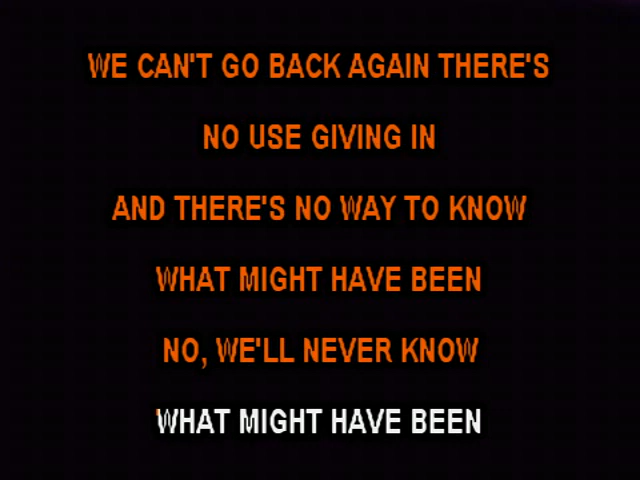 WE CAN'T GO BACK AGAIN THERE'S
NO USE GIVING IN
AND THERE'S NO WAY TO KNOW
WHAT MIGHT HAVE BEEN
NO, WE'LL NEVER KNOW
WHAT MIGHT HAVE BEEN